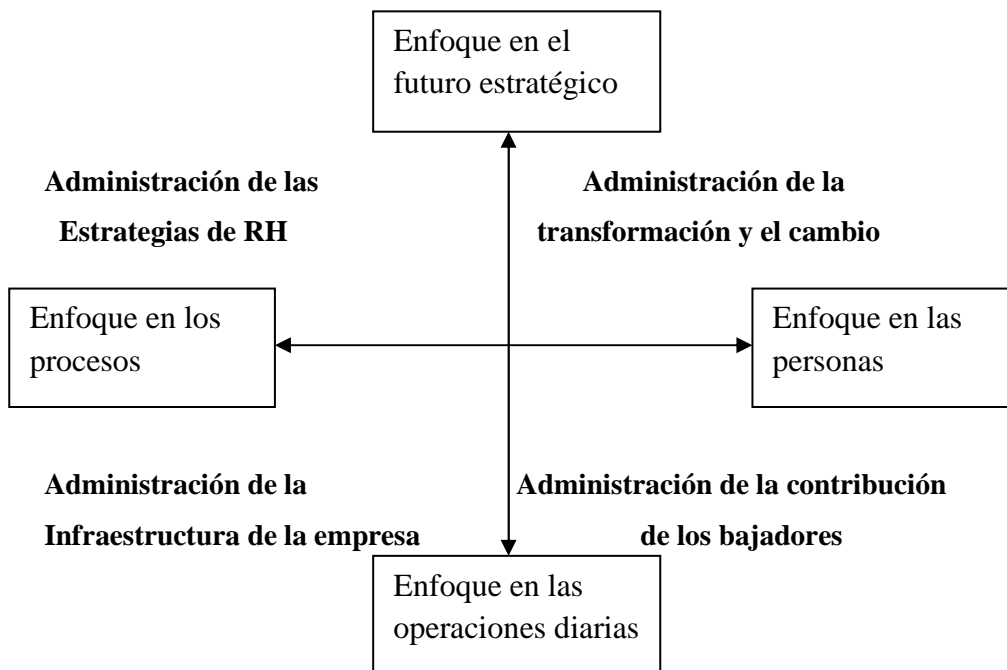 Enfoque en el
futuro estratégico
Administración de las
Estrategias de RH
Administración de la
transformación y el cambio
Enfoque en los
procesos
Enfoque en las
personas
Administración de la
Infraestructura de la empresa
Administración de la contribución
de los bajadores
Enfoque en las
operaciones diarias